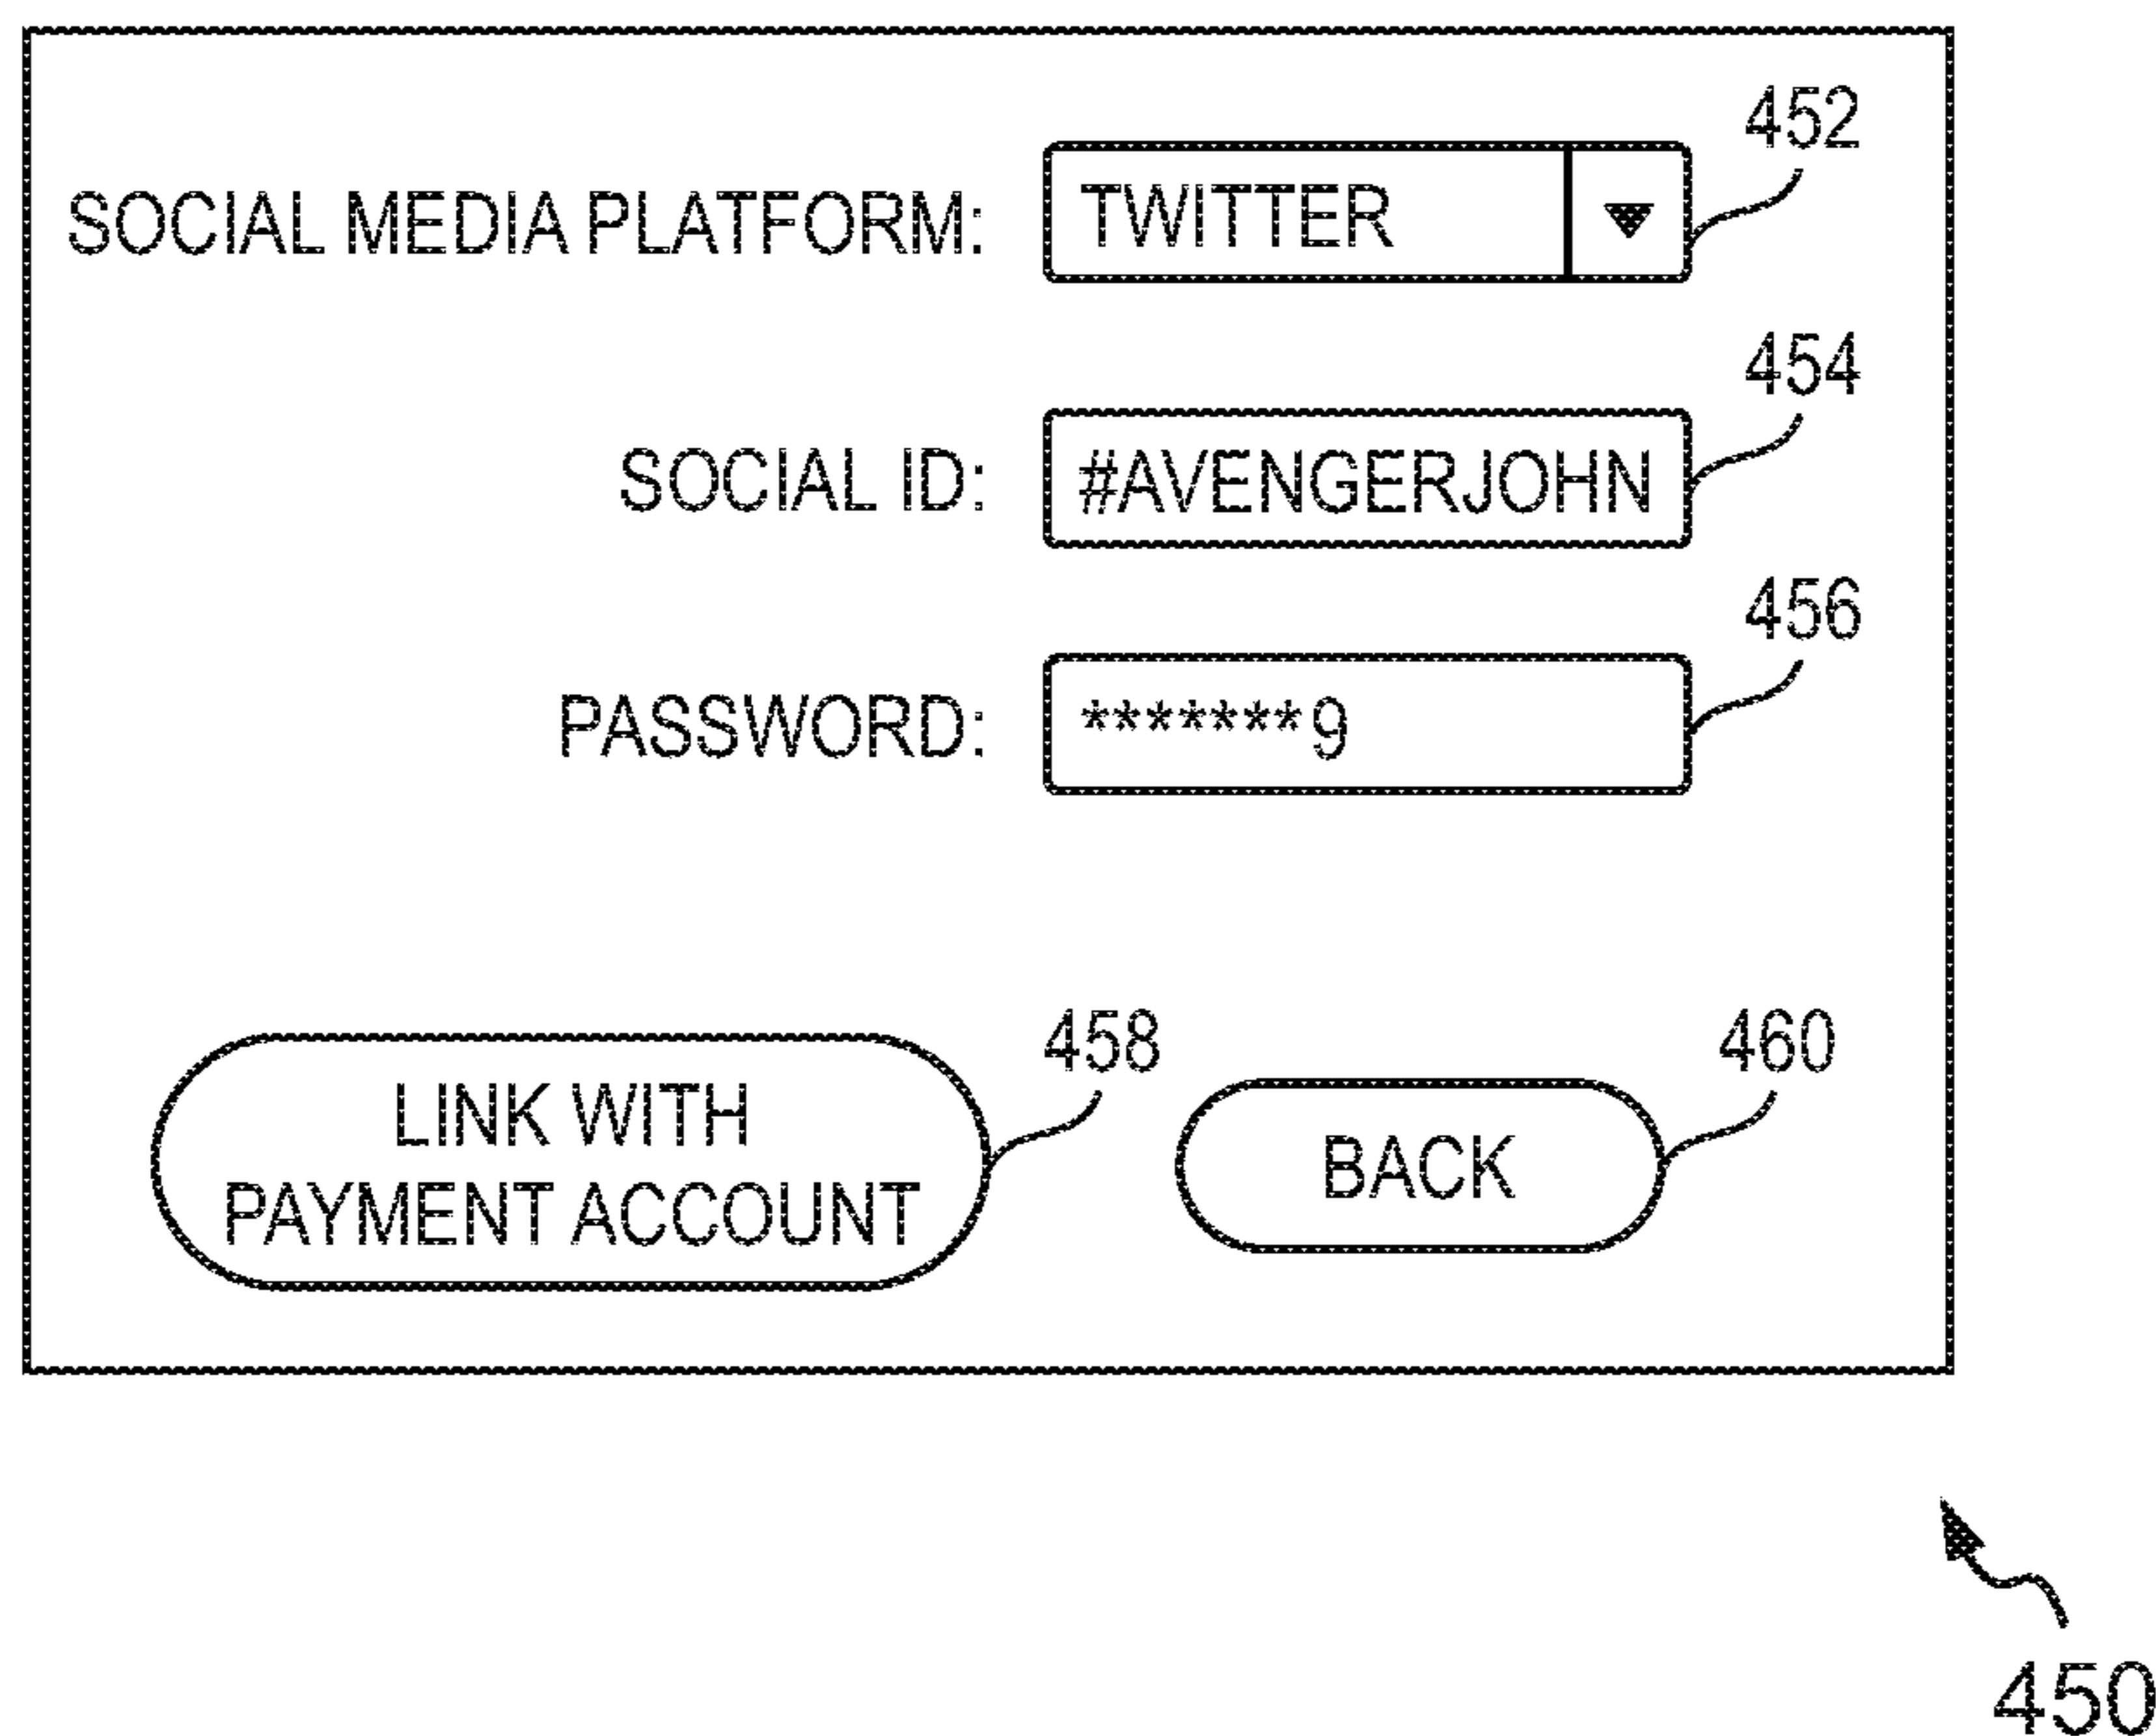 452
SOCIAL MEDIA PLATFORM: TWITTER
454
SOCIAL ID: #AVENGERJOHN
456
PASSWORD: *******9
458
460
LINK WITH
PAYMENT ACCOUNT
BACK
450